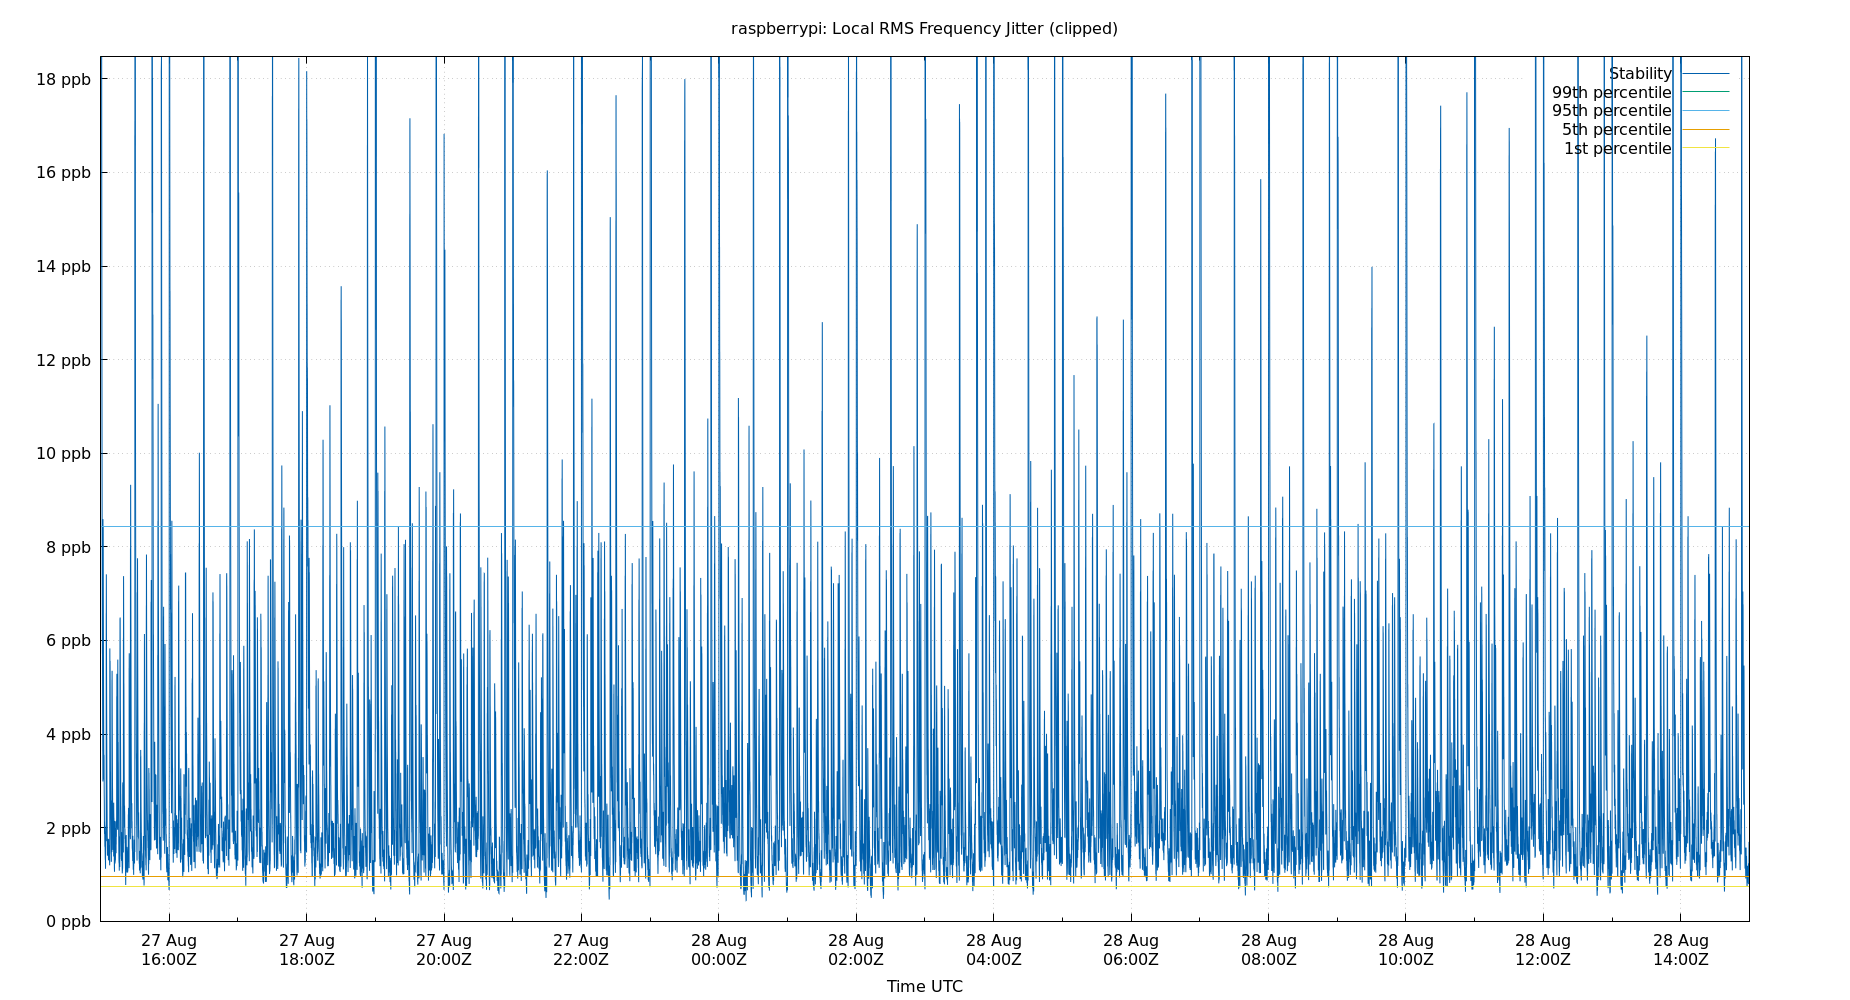 raspberrypi: Local RMS Frequency Jitter (clipped)
18 ppb
16 ppb
14 ppb
12 ppb
10 ppb
8 ppb
6 ppb
4 ppb
2 ppb
0 ppb
Stability
99th percentile
95th percentile
5th percentile
1st percentile
27 Aug 27 Aug 27 Aug 27 Aug 28 Aug 28 Aug 28 Aug 28 Aug 28 Aug 28 Aug 28 Aug 28 Aug
16:00Z 18:00Z 20:00Z 22:00Z 00:00Z 02:00Z 04:00Z 06:00Z 08:00Z 10:00Z 12:00Z 14:00Z
Time UTC